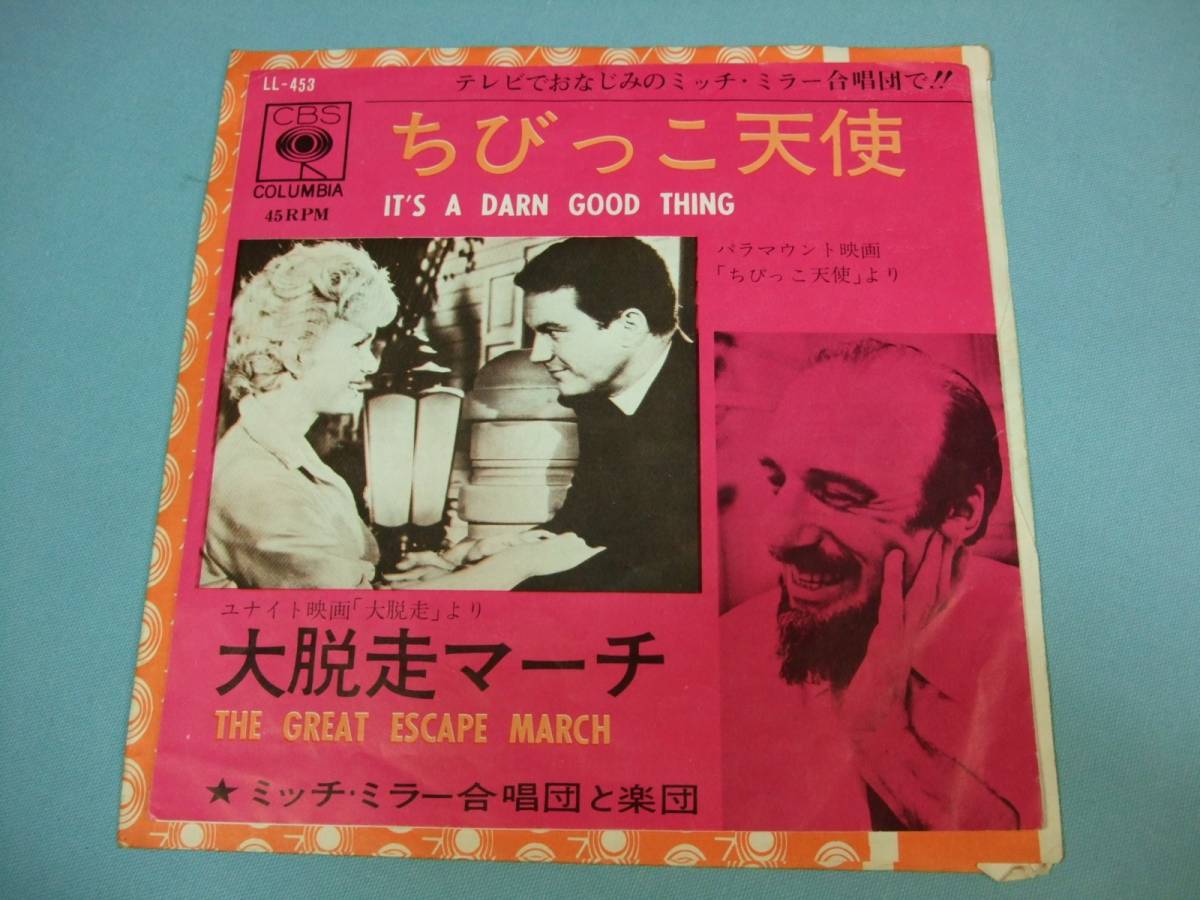 LL-453
テレビでおなじみのミッチ・ミラー合唱団で!!
CBS
COLUMBIA
45RPM
ちびっこ天使
IT'S A DARN GOOD THING
パラマウント映画
「ちびっこ天使」より
ユナイト映画「大脱走」より
大脱走マーチ
THE GREAT ESCAPE MARCH
★ミッチ・ミラー合唱団と楽団